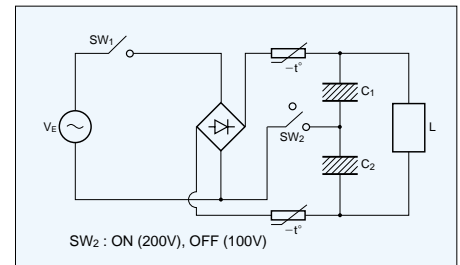 SW1
−t°
C1
VE
SW2
L
C2
−t°
SW2 : ON (200V), OFF (100V)